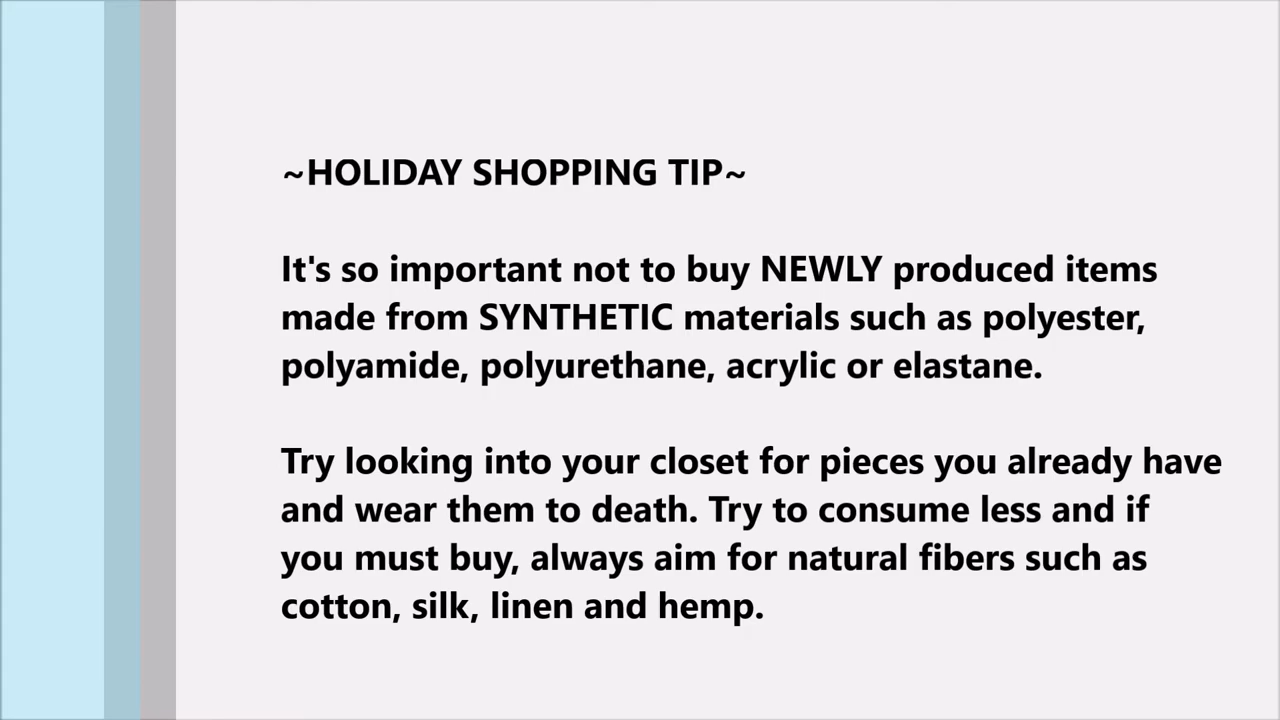 ~HOLIDAY SHOPPING TIP~
It's so important not to buy NEWLY produced items
made from SYNTHETIC materials such as polyester,
polyamide, polyurethane, acrylic or elastane.
Try looking into your closet for pieces you already have
and wear them to death. Try to consume less and if
you must buy, always aim for natural fibers such as
cotton, silk, linen and hemp.